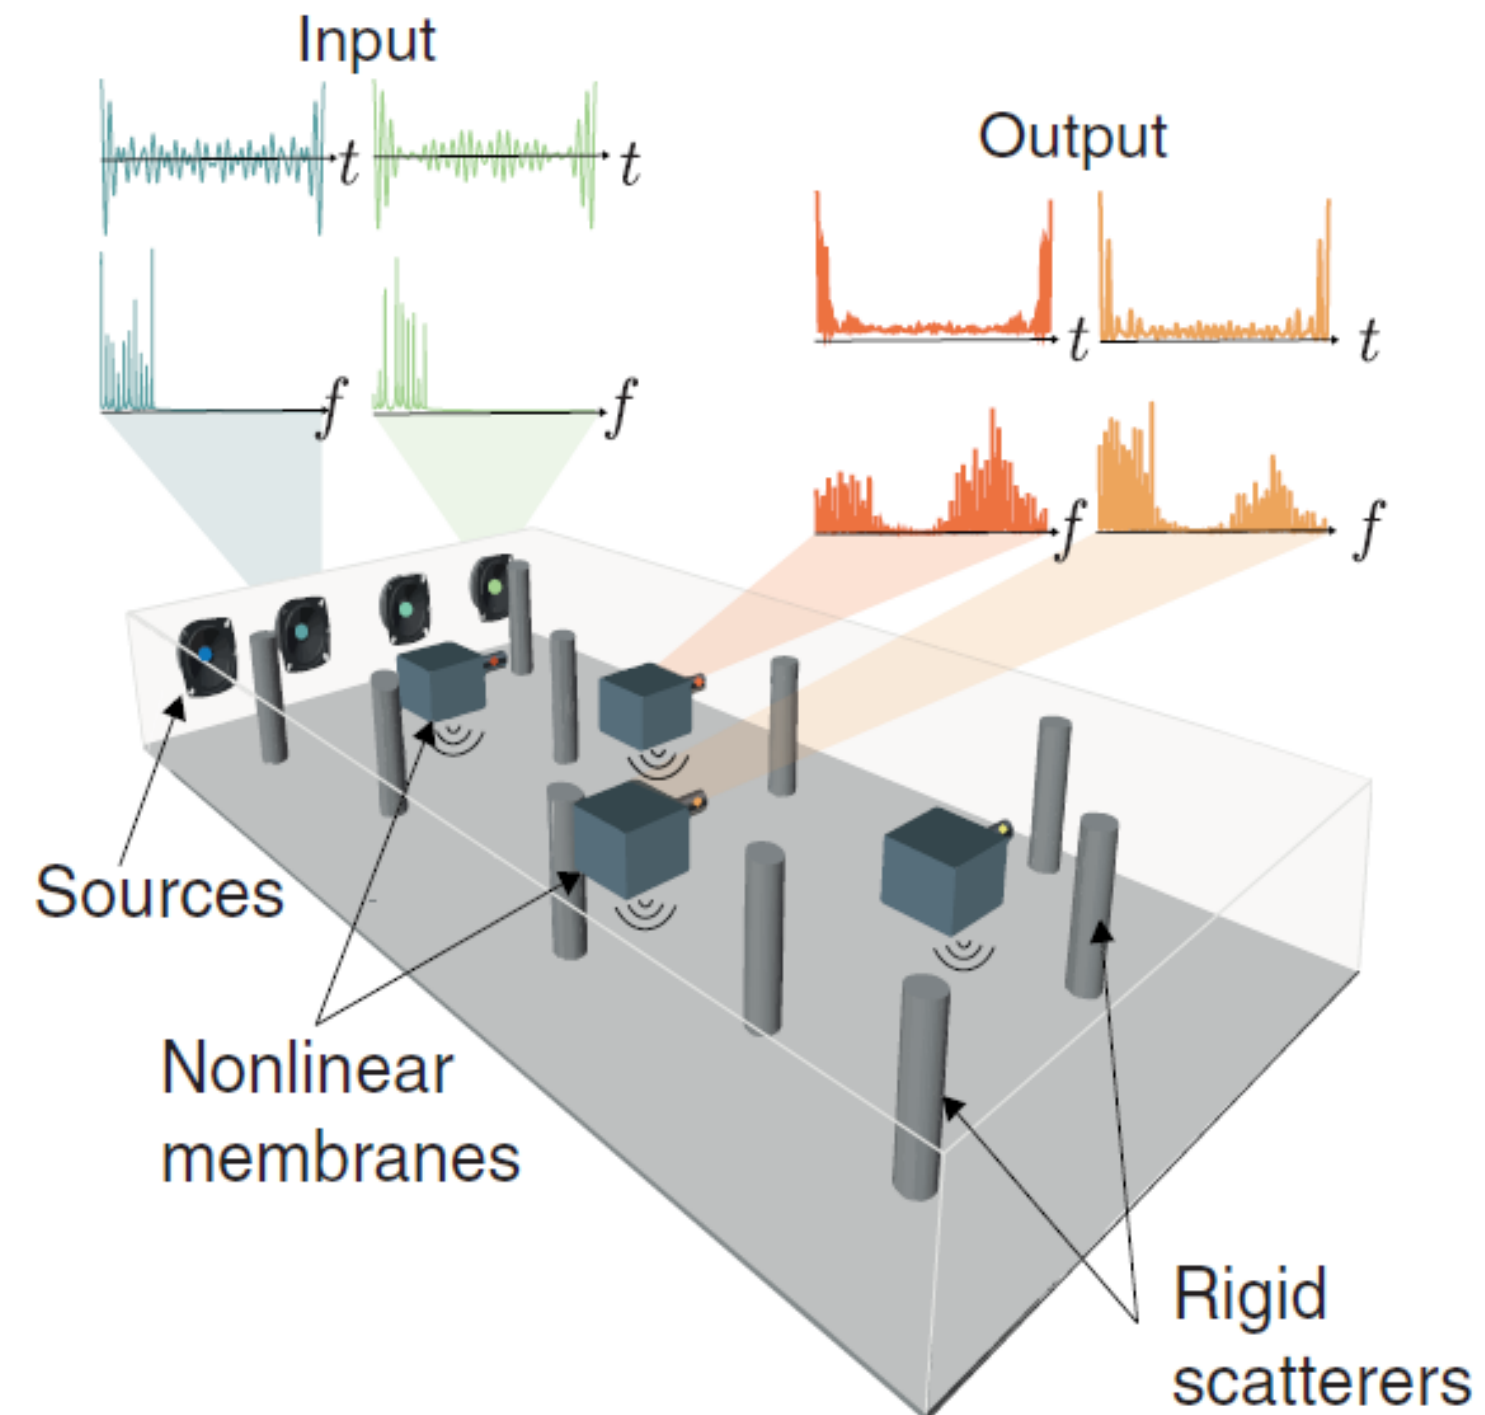 Input
Output
t
t
t
t
f
f
f
f
Sources
Nonlinear
membranes
Rigid
scatterers